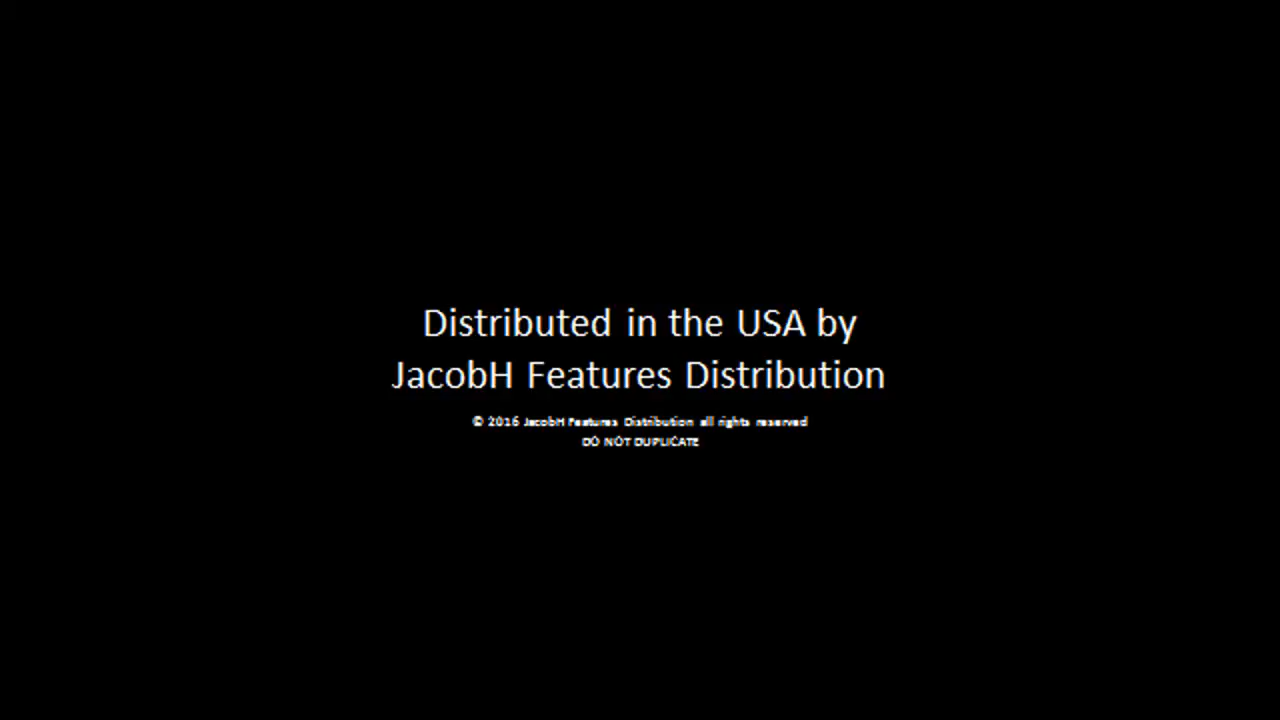 Distributed in the USA by
JacobH Features Distribution
© 2016 JacobH Features Distribution all rights reserved
DO NOT DUPLICATE